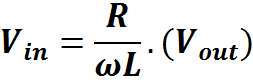 V_in = R/ωL . (V_out)